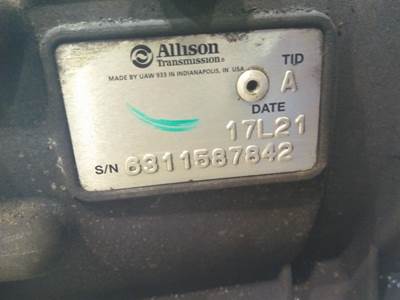 Allison
Transmission®
MADE BY UAW 933 IN INDIANAPOLIS, IN USA
TID
A
DATE
17L21
S/N 6311587842